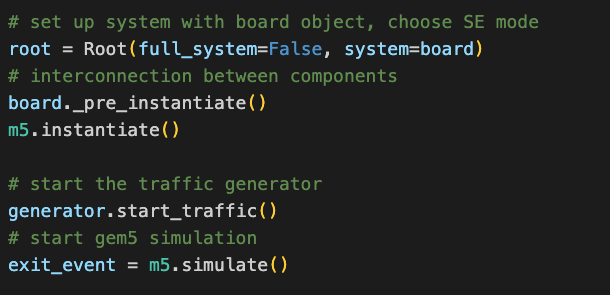 # set up system with board object, choose SE mode
root = Root(full_system=False, system=board)
# interconnection between components
board._pre_instantiate()
m5.instantiate()
# start the traffic generator
generator.start_traffic()
# start gem5 simulation
exit_event = m5.simulate()